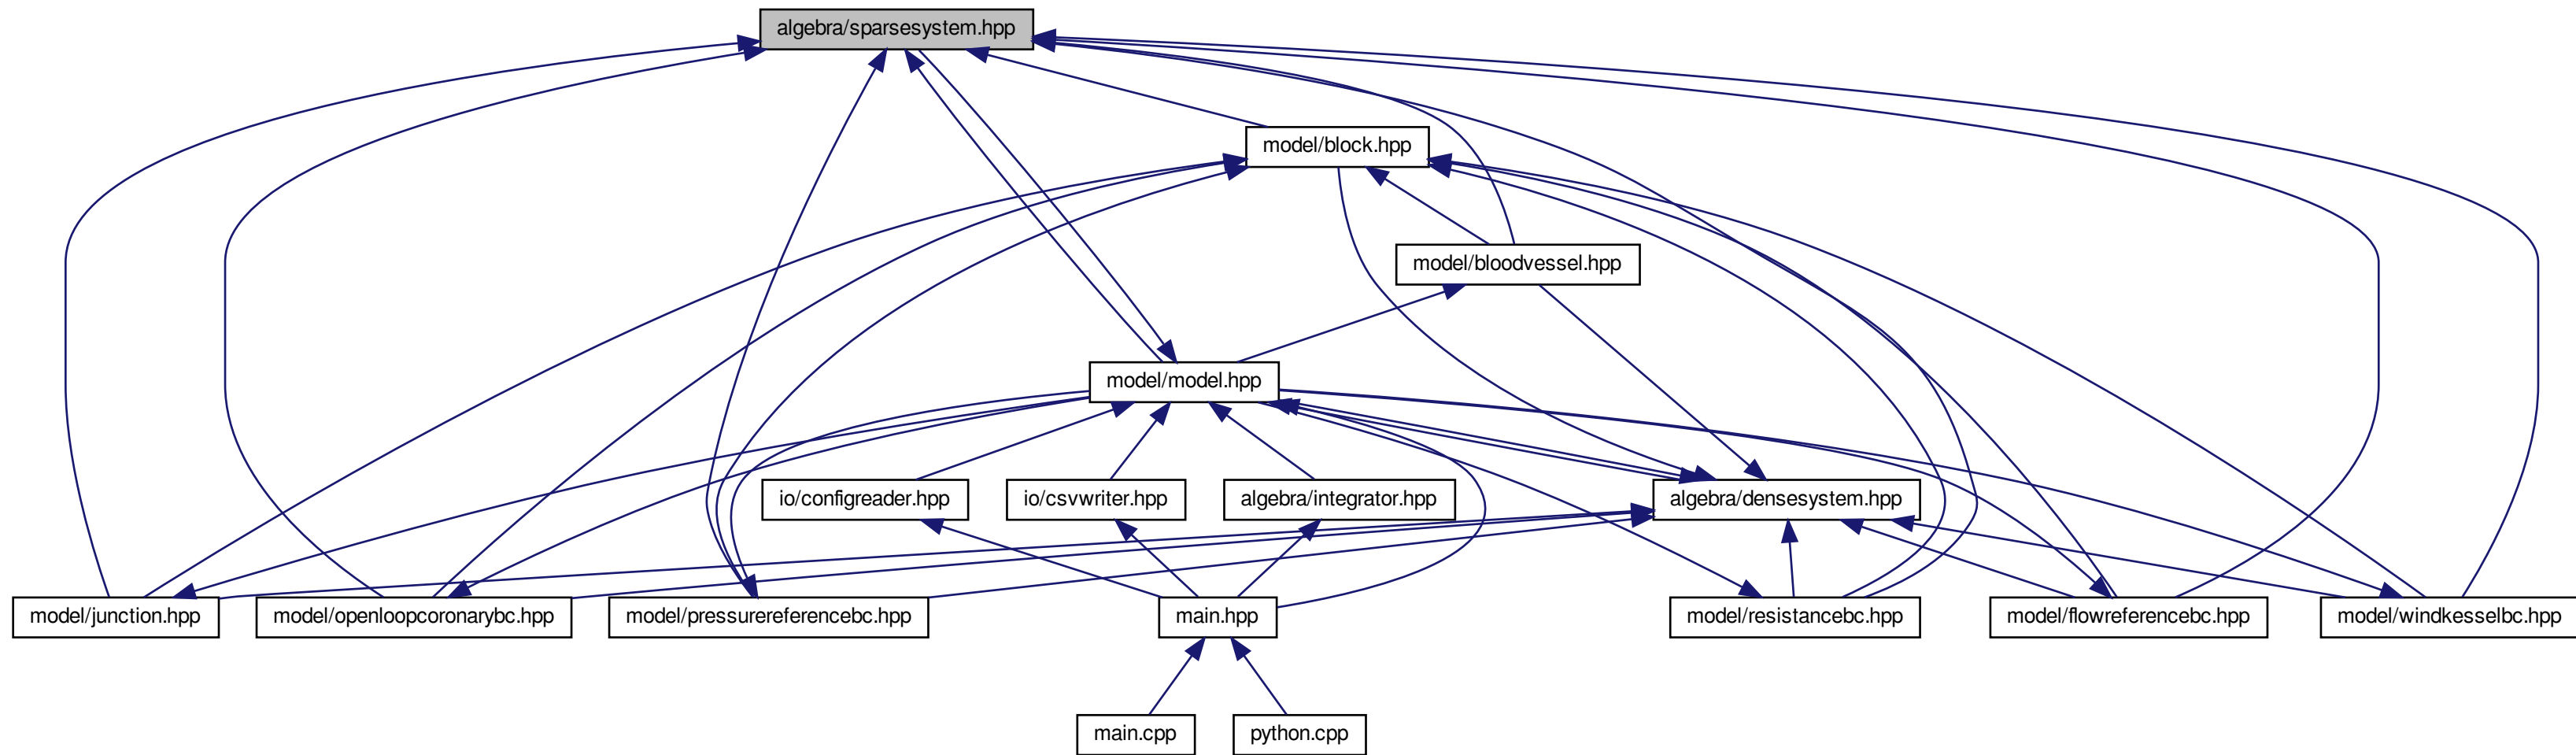 algebra/sparsesystem.hpp
model/block.hpp
model/bloodvessel.hpp
model/model.hpp
io/configreader.hpp
io/csvwriter.hpp
algebra/integrator.hpp
algebra/densesystem.hpp
model/junction.hpp
model/openloopcoronarybc.hpp
model/pressurereferencebc.hpp
main.hpp
model/resistancebc.hpp
model/flowreferencebc.hpp
model/windkesselbc.hpp
main.cpp
python.cpp